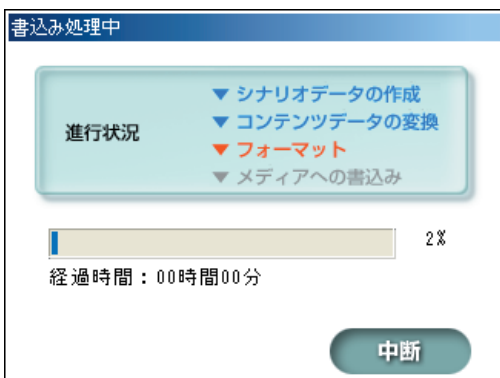 書込み処理中
進行状況
▼ シナリオデータの作成
▼ コンテンツデータの変換
▼ フォーマット
▼ メディアへの書込み
2%
経過時間：00時間00分
中断